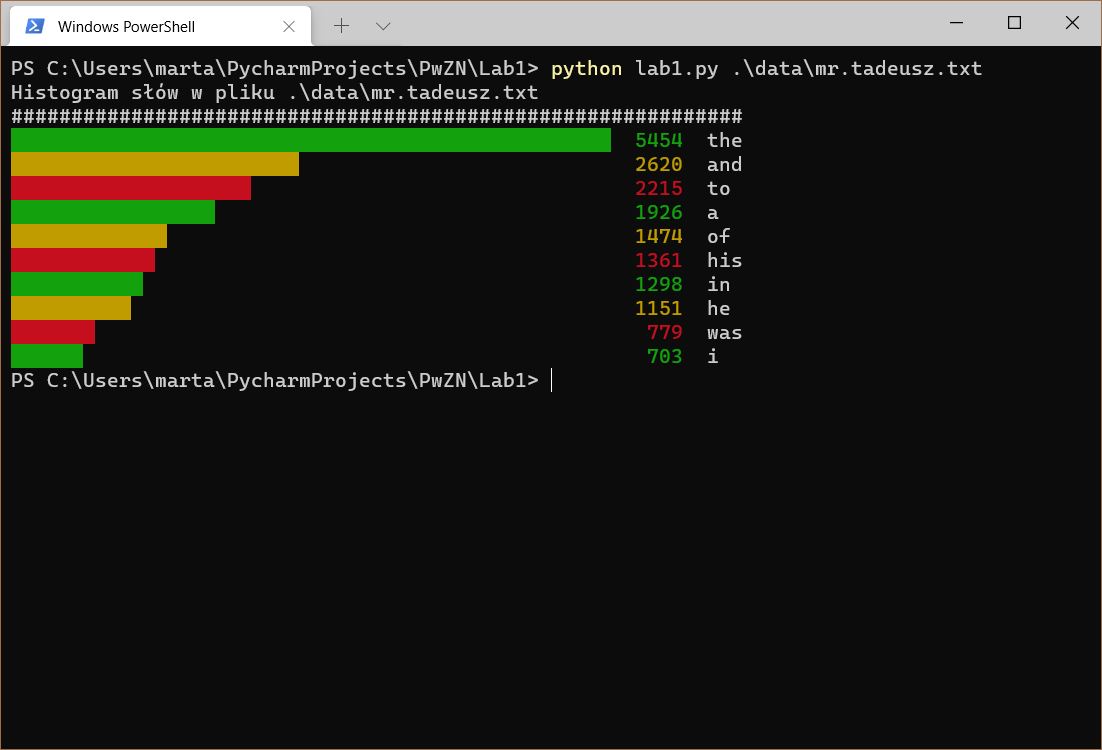 Windows PowerShell
PS C:\Users\marta\PycharmProjects\PwZN\Lab1> python lab1.py .\data\mr.tadeusz.txt
Histogram słów w pliku .\data\mr.tadeusz.txt
#############################################################
5454 the
2620 and
2215 to
1926 a
1474 of
1361 his
1298 in
1151 he
779 was
703 i
PS C:\Users\marta\PycharmProjects\PwZN\Lab1>